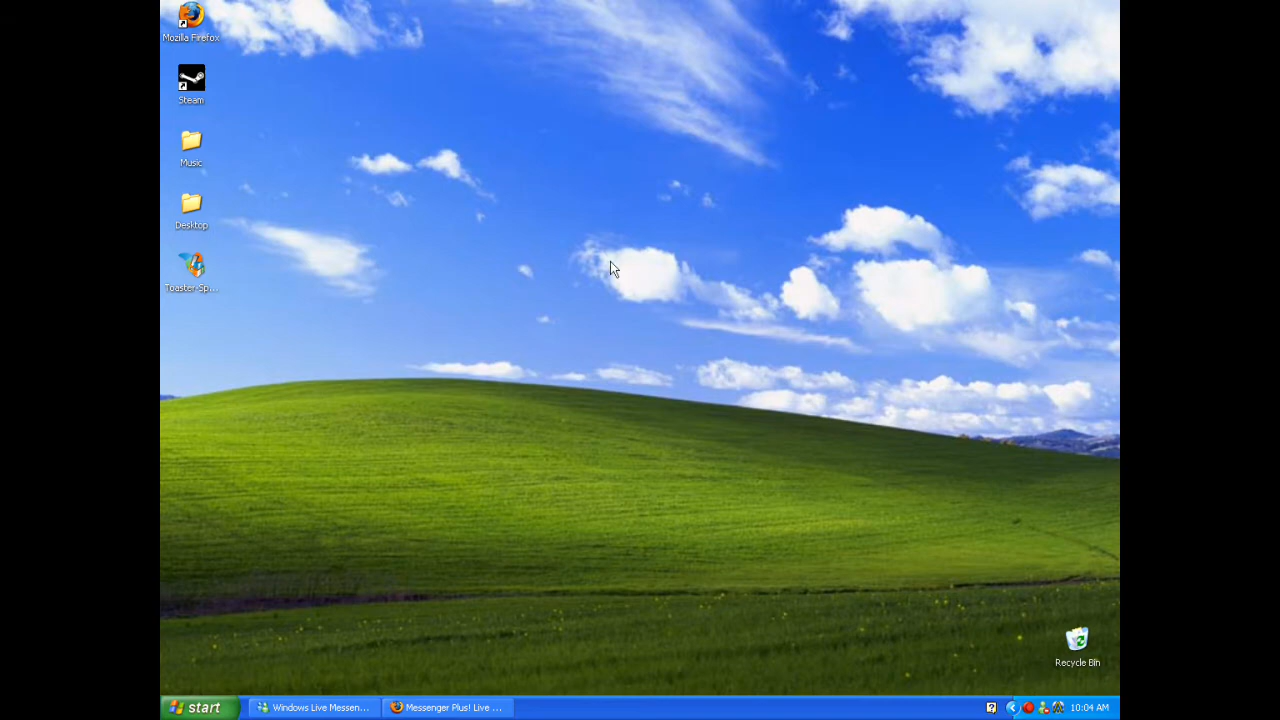 Mozilla Firefox
Steam
Music
Desktop
Toaster-Sp...
Recycle Bin
start
Windows Live Messen...
Messenger Plus! Live ...
10:04 AM